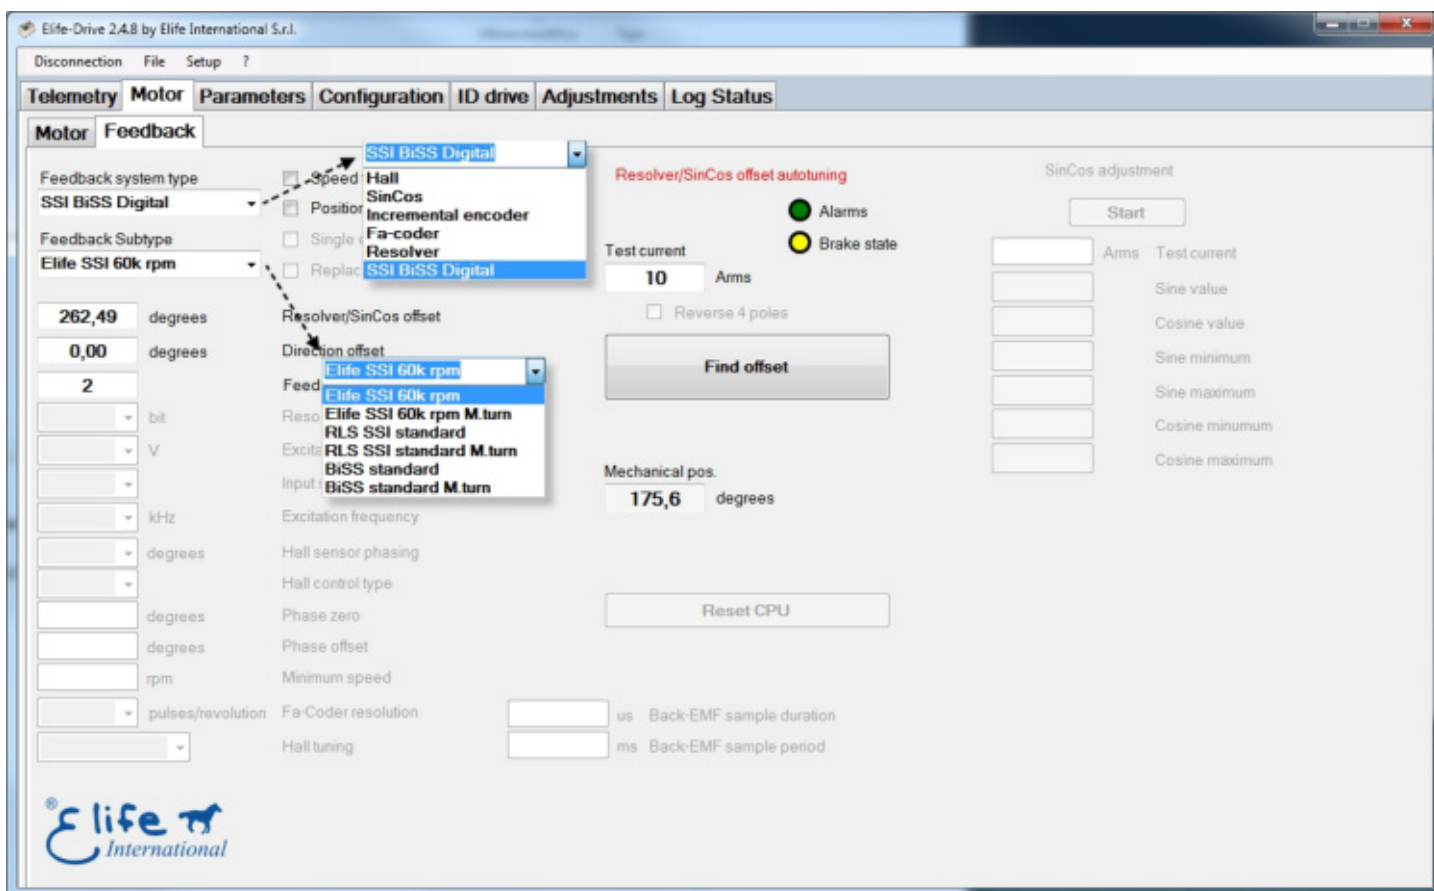 Elife-Drive 2.4.8 by Elife International S.r.l.
Disconnection File Setup ?
Telemetry Motor Parameters Configuration ID drive Adjustments Log Status
Motor Feedback
Feedback system type
SSI BiSS Digital
Feedback Subtype
Elife SSI 60k rpm
Speed
Position
Single
Replac
SSI BiSS Digital
Hall
SinCos
Incremental encoder
Fa-coder
Resolver
SSI BiSS Digital
262,49 degrees Resolver/SinCos offset
0,00 degrees Direction offset
2 Feed
bit Reso
V Excita
Input
kHz Excitation frequency
degrees Hall sensor phasing
Hall control type
degrees Phase zero
degrees Phase offset
rpm Minimum speed
pulses/revolution Fa-Coder resolution
Hall tuning
Elife SSI 60k rpm
Elife SSI 60k rpm
Elife SSI 60k rpm M.turn
RLS SSI standard
RLS SSI standard M.turn
BiSS standard
BiSS standard M.turn
us Back-EMF sample duration
ms Back-EMF sample period
Resolver/SinCos offset autotuning
Alarms
Brake state
Test current
10 Arms
Reverse 4 poles
Find offset
Mechanical pos.
175,6 degrees
Reset CPU
SinCos adjustment
Start
Arms Test current
Sine value
Cosine value
Sine minimum
Sine maximum
Cosine minumum
Cosine maximum
® Elife
International